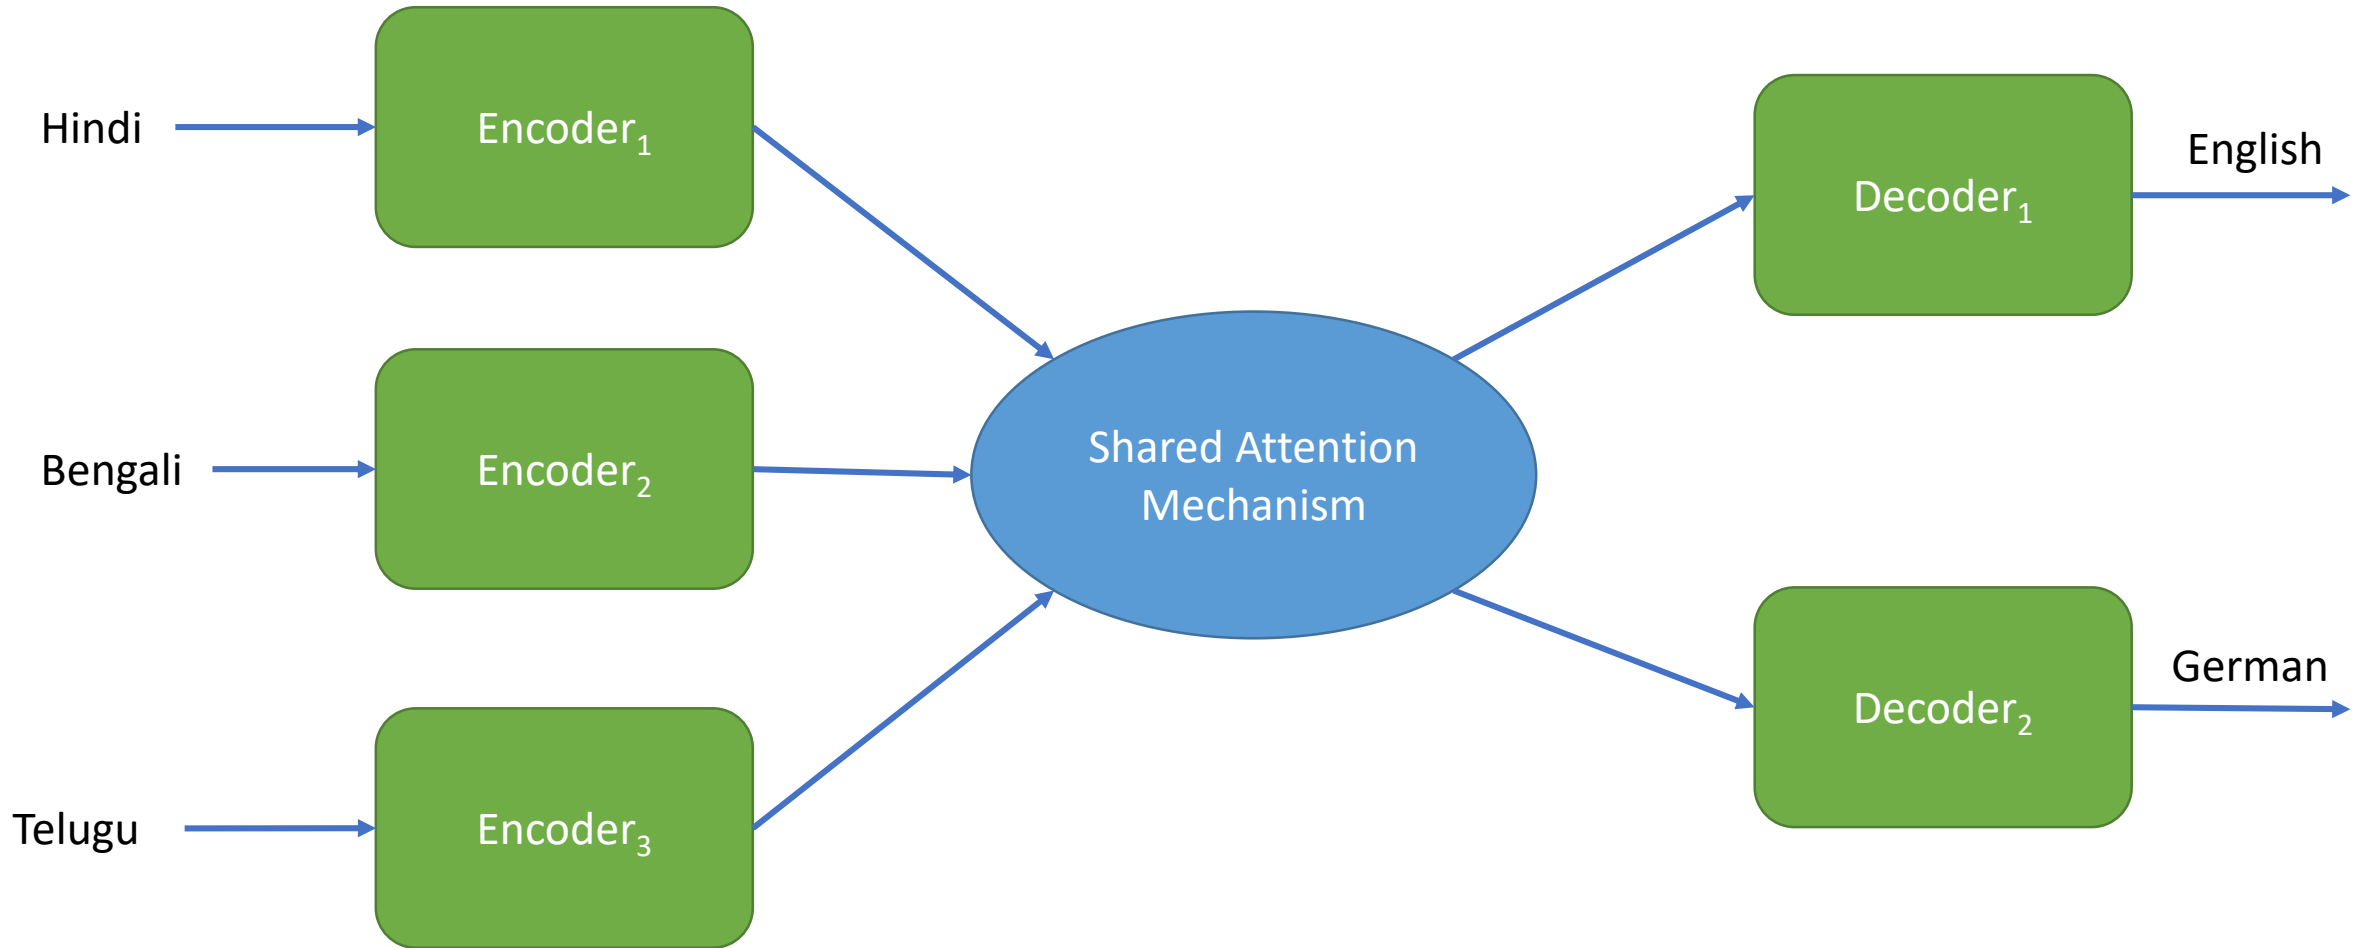 Hindi
Encoder₁
Bengali
Encoder₂
Telugu
Encoder₃
Shared Attention
Mechanism
Decoder₁
English
Decoder₂
German